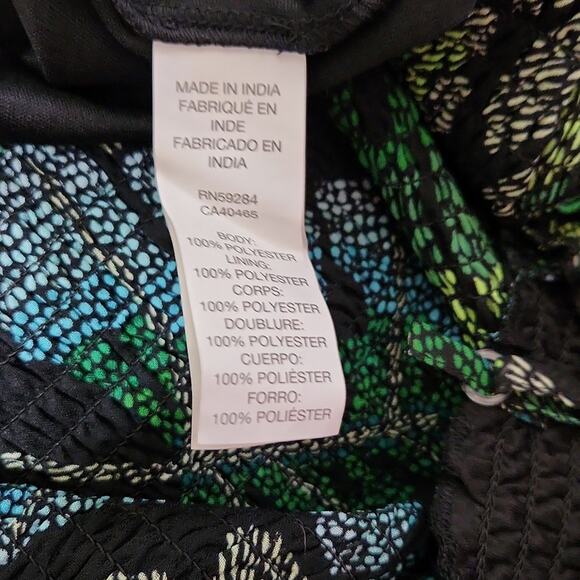 MADE IN INDIA
FABRIQUÉ EN
INDE
FABRICADO EN
INDIA
RN59284
CA40465
BODY:
100% POLYESTER
LINING:
100% POLYESTER
CORPS:
100% POLYESTER
DOUBLURE:
100% POLYESTER
CUERPO:
100% POLIÉSTER
FORRO:
100% POLIÉSTER